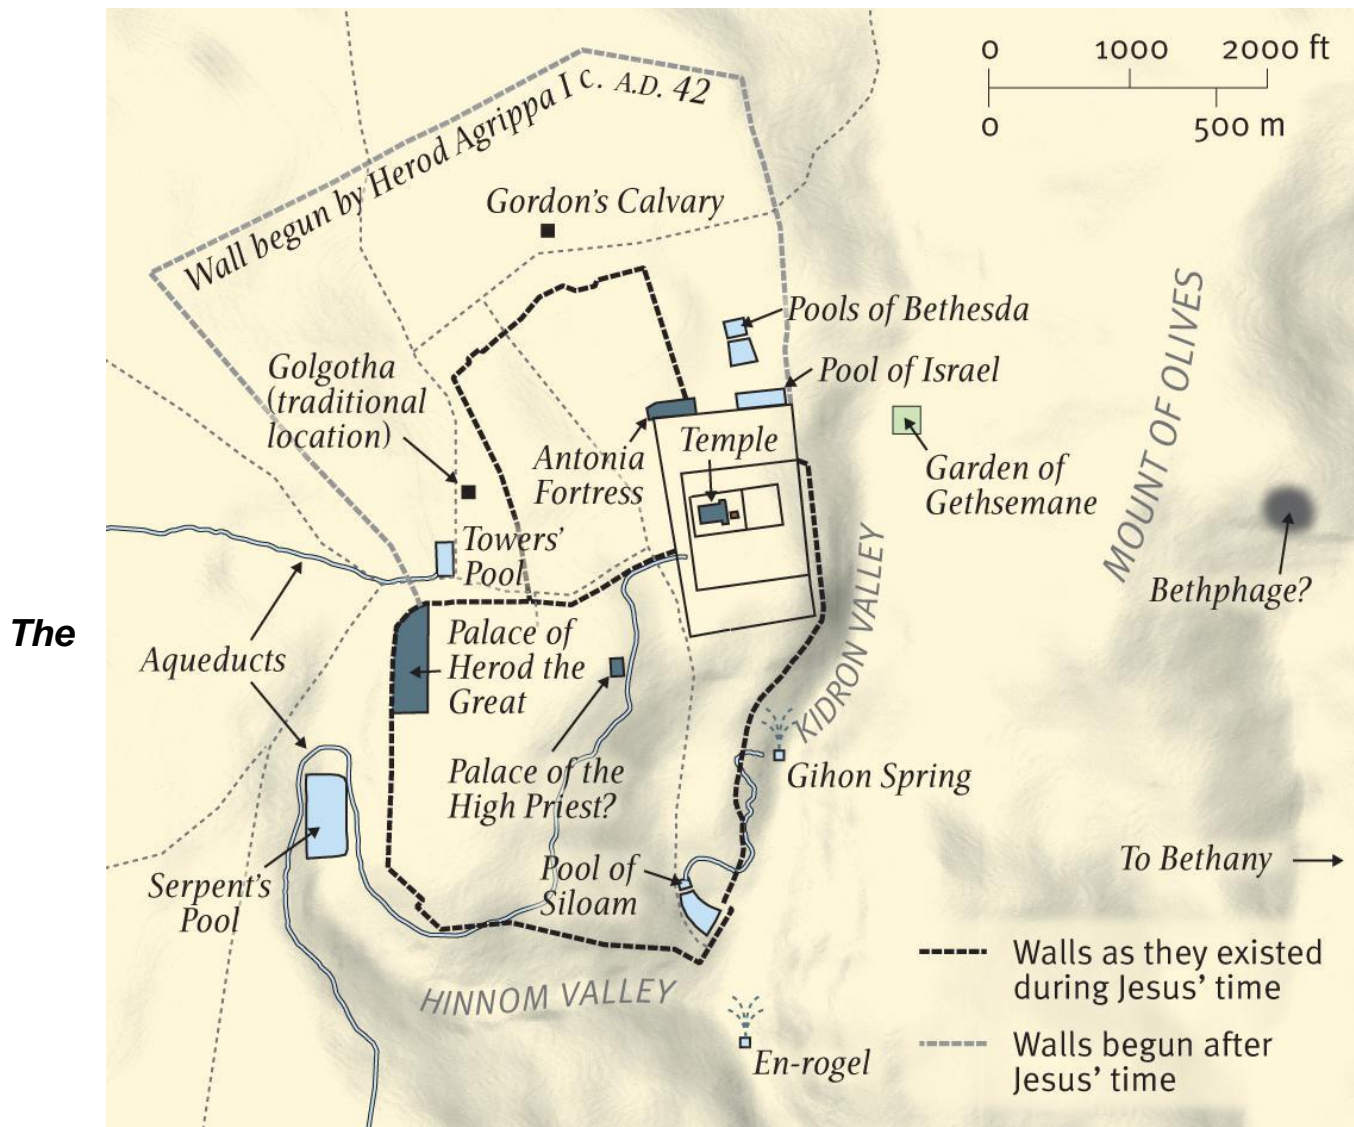 0 1000 2000 ft
0 500 m
Wall begun by Herod Agrippa I c. A.D. 42
Gordon's Calvary
Pools of Bethesda
Pool of Israel
Golgotha
(traditional
location)
Antonia
Fortress
Temple
Garden of
Gethsemane
MOUNT OF OLIVES
Bethphage?
Towers'
Pool
KIDRON VALLEY
The
Aqueducts
Palace of
Herod the
Great
Palace of the
High Priest?
Gihon Spring
To Bethany
Serpent's
Pool
Pool of
Siloam
HINNOM VALLEY
En-rogel
Walls as they existed
during Jesus' time
Walls begun after
Jesus' time